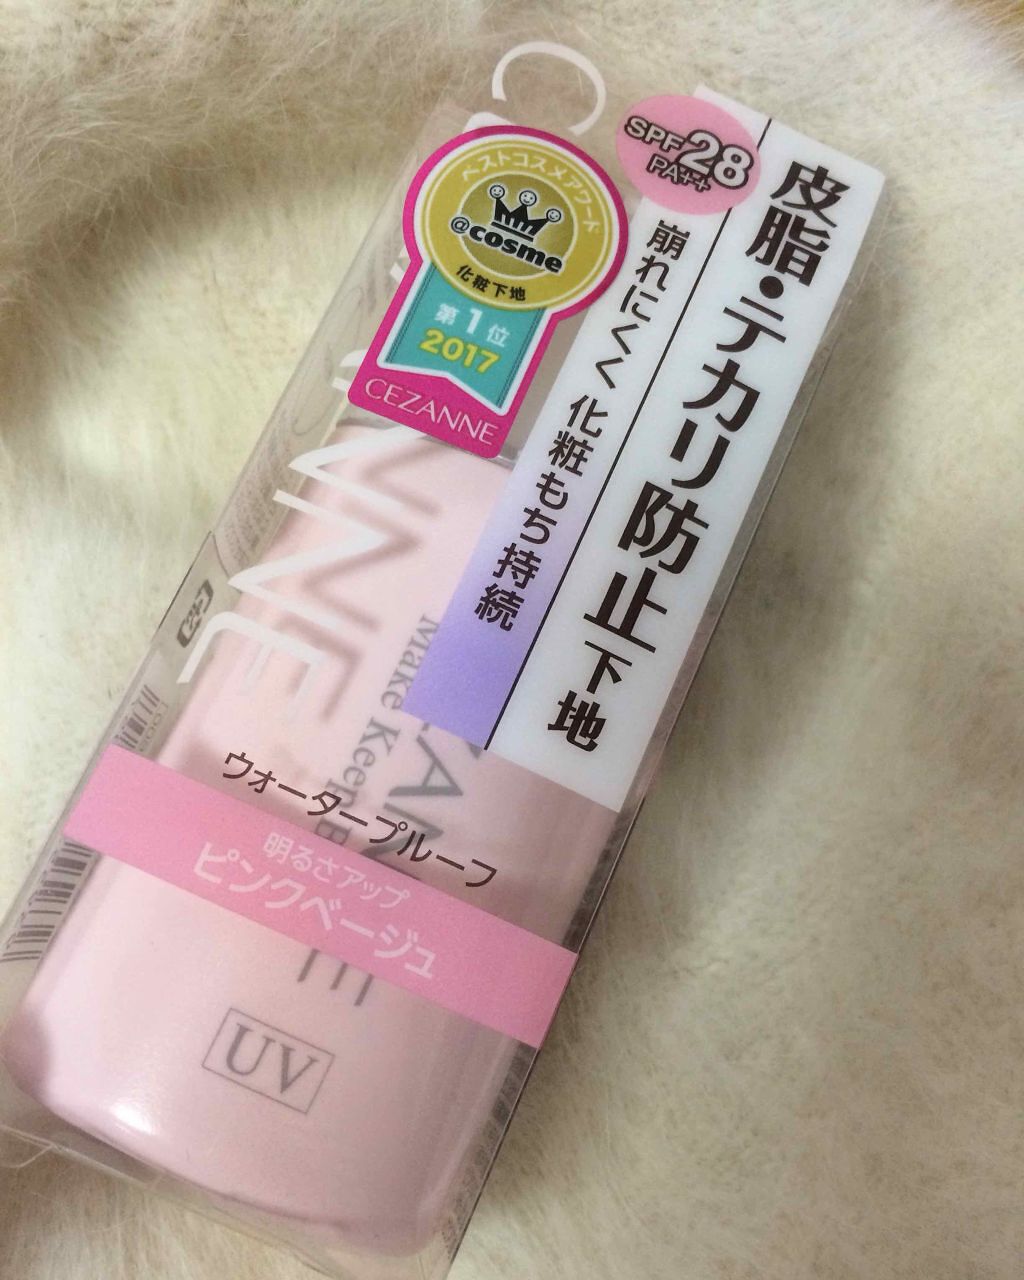 SPF28
PA++
皮脂・テカリ防止下地
崩れにくく 化粧もち持続
ベストコスメアワード
@cosme
化粧下地
第1位
2017
CEZANNE
Make Keep B
ウォータープルーフ
明るさアップ
ピンクベージュ
UV